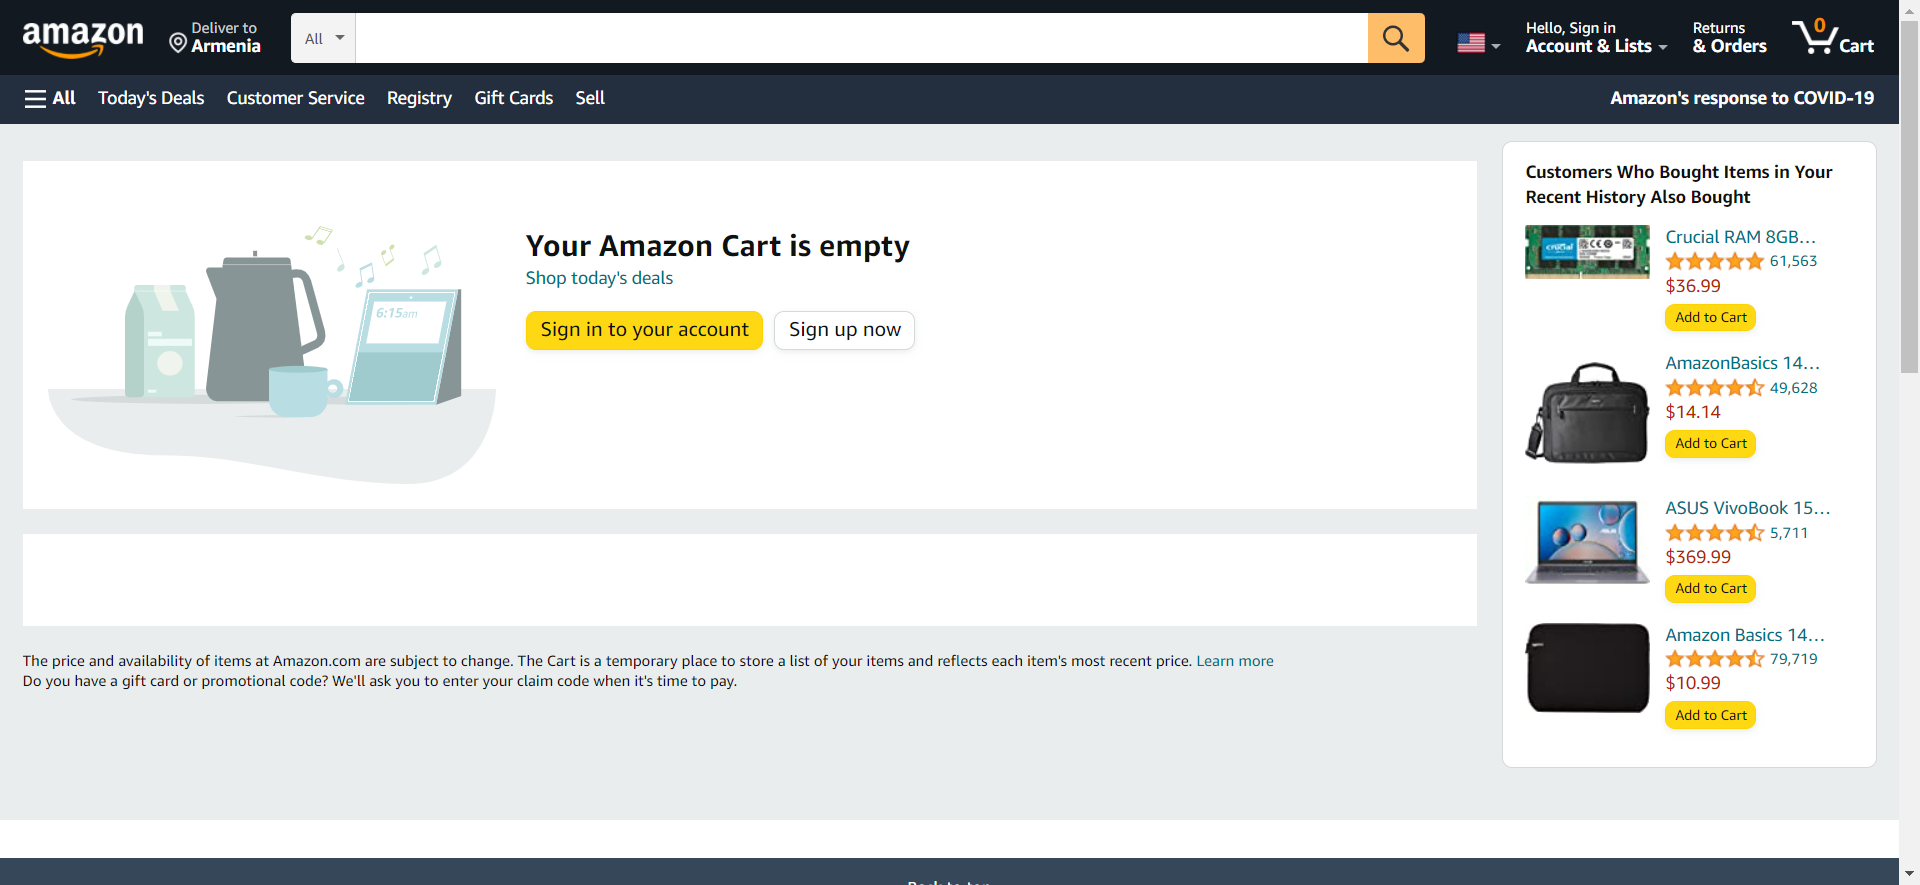 amazon
Deliver to
Armenia
All
Hello, Sign in
Account & Lists
Returns
& Orders
0
Cart
All
Today's Deals
Customer Service
Registry
Gift Cards
Sell
Amazon's response to COVID-19
6:15am
Your Amazon Cart is empty
Shop today's deals
Sign in to your account
Sign up now
The price and availability of items at Amazon.com are subject to change. The Cart is a temporary place to store a list of your items and reflects each item's most recent price. Learn more
Do you have a gift card or promotional code? We'll ask you to enter your claim code when it's time to pay.
Customers Who Bought Items in Your
Recent History Also Bought
crucial
Crucial RAM 8GB…
61,563
$36.99
Add to Cart
AmazonBasics 14…
49,628
$14.14
Add to Cart
ASUS VivoBook 15…
5,711
$369.99
Add to Cart
Amazon Basics 14…
79,719
$10.99
Add to Cart
Back to top